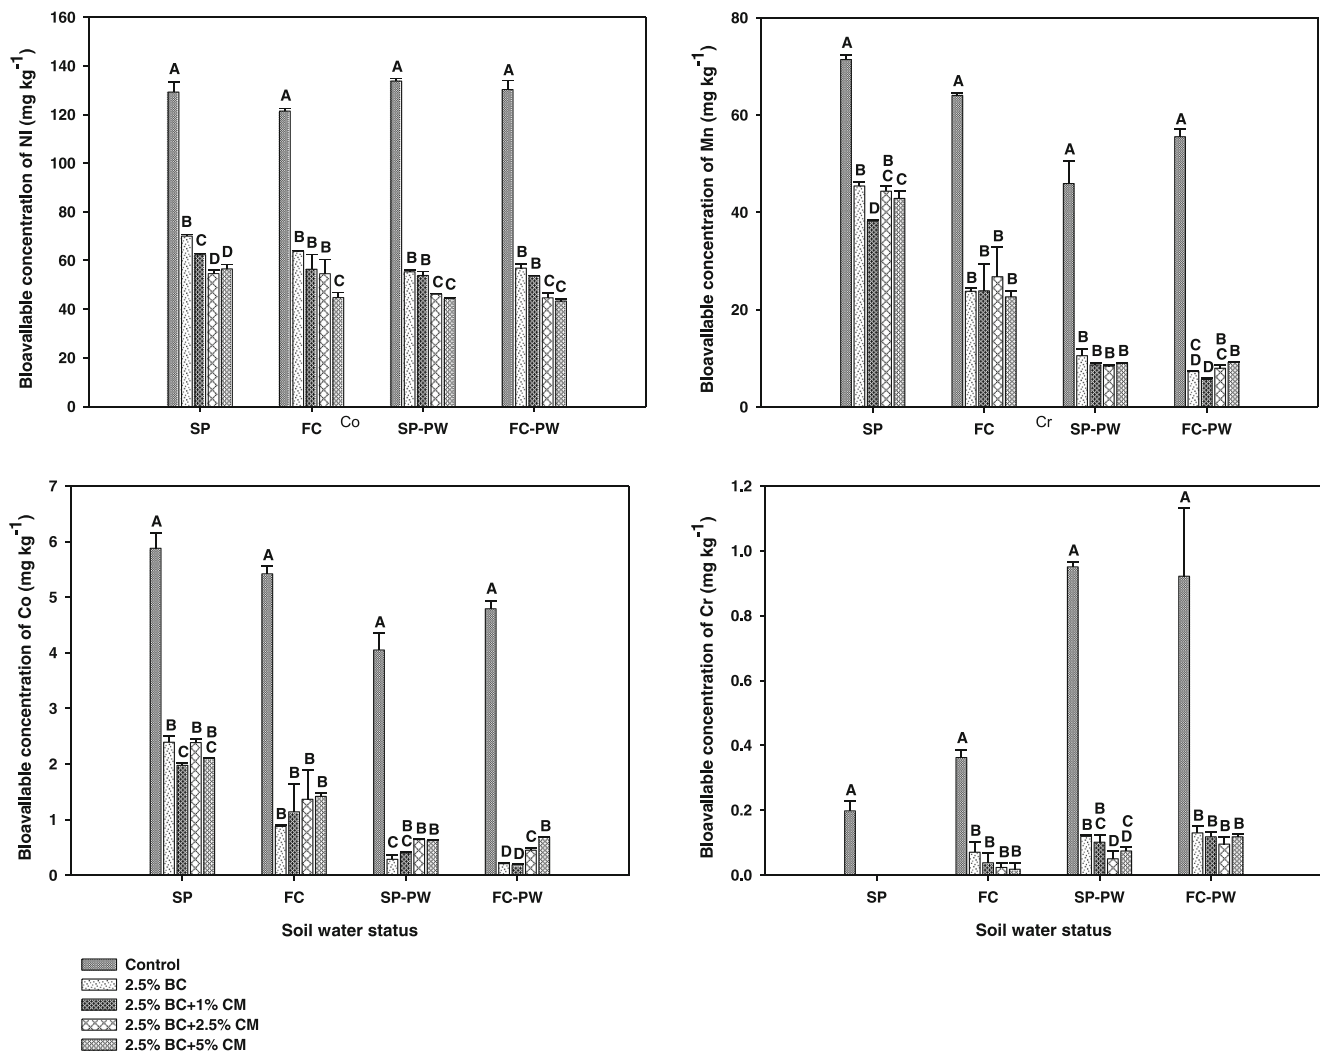 160
140
120
100
80
60
40
20
0
Bloavallable concentration of NI (mg kg-1)
A
B
C
D
D
A
B
B
B
C
A
B
B
C
C
A
B
B
C
C
SP
FC
Co
SP-PW
FC-PW
80
60
40
20
0
Bloavallable concentration of Mn (mg kg-1)
A
B
D
B
C
C
A
B
B
B
B
A
B
B
B
B
A
C
D
D
B
C
B
SP
FC
Cr
SP-PW
FC-PW
7
6
5
4
3
2
1
0
Bloavallable concentration of Co (mg kg-1)
A
B
C
B
B
C
A
B
B
B
B
A
C
B
C
B
B
A
D
D
C
B
SP
FC
SP-PW
FC-PW
Soil water status
1.2
1.0
0.8
0.6
0.4
0.2
0.0
Bloavallable concentration of Cr (mg kg-1)
A
A
B
B
B
B
A
B
B
C
D
C
D
A
B
B
B
B
SP
FC
SP-PW
FC-PW
Soil water status
Control
2.5% BC
2.5% BC+1% CM
2.5% BC+2.5% CM
2.5% BC+5% CM